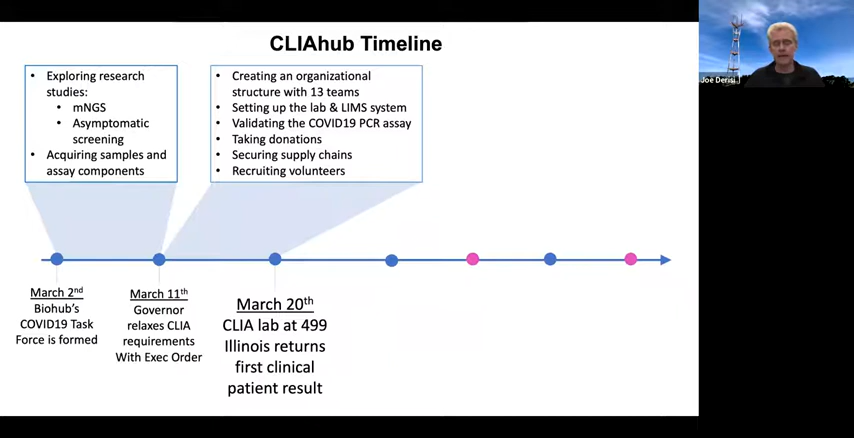 CLIAhub Timeline
• Exploring research
studies:
• mNGS
• Asymptomatic
screening
• Acquiring samples and
assay components
• Creating an organizational
structure with 13 teams
• Setting up the lab & LIMS system
• Validating the COVID19 PCR assay
• Taking donations
• Securing supply chains
• Recruiting volunteers
March 2nd
Biohub's
COVID19 Task
Force is formed
March 11th
Governor
relaxes CLIA
requirements
With Exec Order
March 20th
CLIA lab at 499
Illinois returns
first clinical
patient result
Joe Derisi